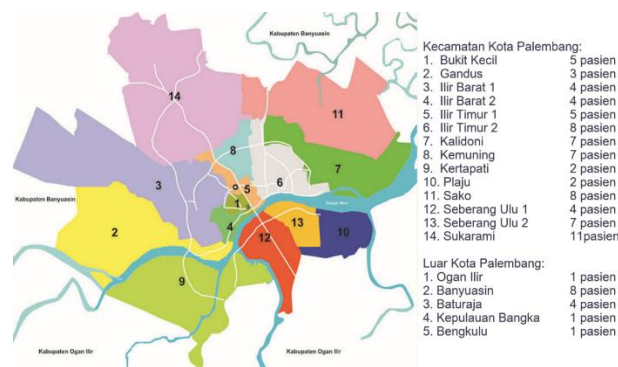 Kabupaten Banyuasin
14
11
8
7
3
6
5
1
Kabupaten Banyuasin
2
4
13
12
10
9
Kabupaten Ogan Ilir
Kabupaten Ogan Ilir
Kecamatan Kota Palembang:
1. Bukit Kecil 5 pasien
2. Gandus 3 pasien
3. Ilir Barat 1 4 pasien
4. Ilir Barat 2 4 pasien
5. Ilir Timur 1 5 pasien
6. Ilir Timur 2 8 pasien
7. Kalidoni 7 pasien
8. Kemuning 7 pasien
9. Kertapati 2 pasien
10. Plaju 2 pasien
11. Sako 8 pasien
12. Seberang Ulu 1 4 pasien
13. Seberang Ulu 2 7 pasien
14. Sukarami 11pasien
Luar Kota Palembang:
1. Ogan Ilir 1 pasien
2. Banyuasin 8 pasien
3. Baturaja 4 pasien
4. Kepulauan Bangka 1 pasien
5. Bengkulu 1 pasien